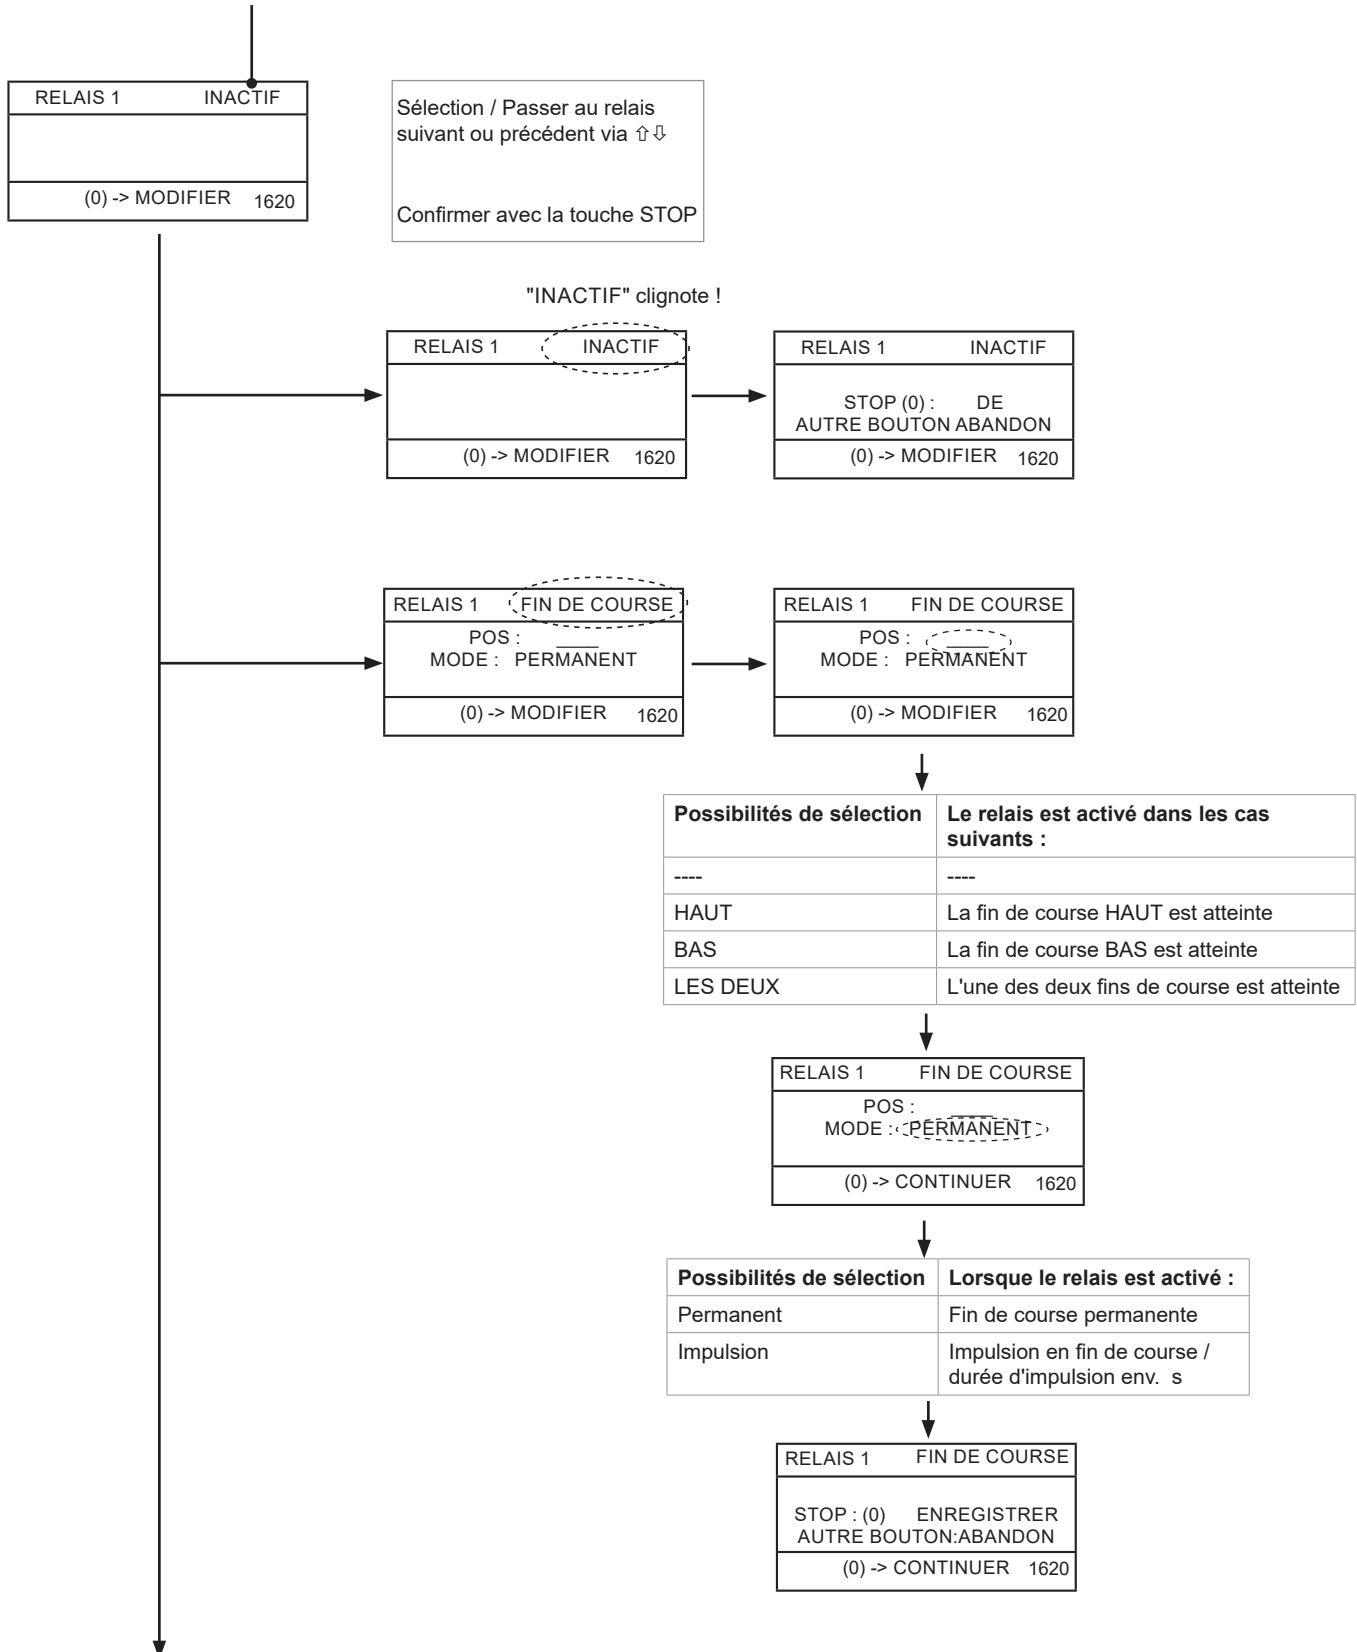 RELAIS 1 INACTIF
(0) -> MODIFIER 1620
Sélection / Passer au relais
suivant ou précédent via ⇧⇩
Confirmer avec la touche STOP
"INACTIF" clignote !
RELAIS 1 INACTIF
(0) -> MODIFIER 1620
RELAIS 1 INACTIF
STOP (0) : DE
AUTRE BOUTON ABANDON
(0) -> MODIFIER 1620
RELAIS 1 FIN DE COURSE
POS : ____
MODE : PERMANENT
(0) -> MODIFIER 1620
RELAIS 1 FIN DE COURSE
POS : ____
MODE : PERMANENT
(0) -> MODIFIER 1620
Possibilités de sélection Le relais est activé dans les cas
suivants :
---- ----
HAUT La fin de course HAUT est atteinte
BAS La fin de course BAS est atteinte
LES DEUX L'une des deux fins de course est atteinte
RELAIS 1 FIN DE COURSE
POS : ____
MODE : PERMANENT
(0) -> CONTINUER 1620
Possibilités de sélection Lorsque le relais est activé :
Permanent Fin de course permanente
Impulsion Impulsion en fin de course /
durée d'impulsion env. s
RELAIS 1 FIN DE COURSE
STOP : (0) ENREGISTRER
AUTRE BOUTON:ABANDON
(0) -> CONTINUER 1620